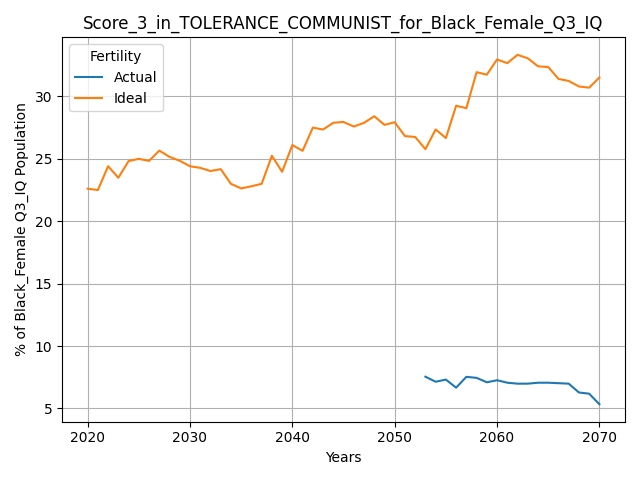 Score_3_in_TOLERANCE_COMMUNIST_for_Black_Female_Q3_IQ
Fertility
Actual
Ideal
% of Black_Female Q3_IQ Population
30
25
20
15
10
5
2020 2030 2040 2050 2060 2070
Years